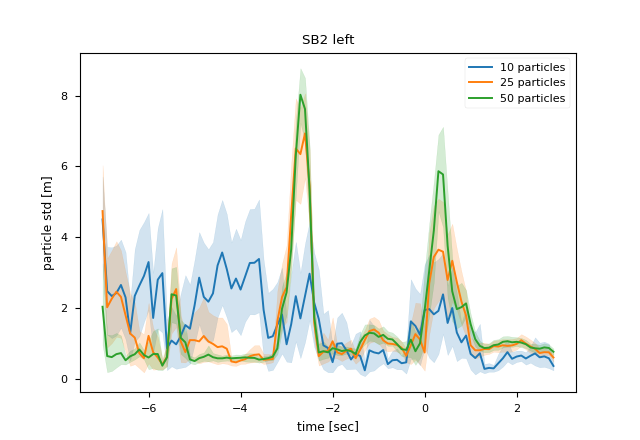 SB2 left
10 particles
25 particles
50 particles
particle std [m]
8
6
4
2
0
−6
−4
−2
0
2
time [sec]